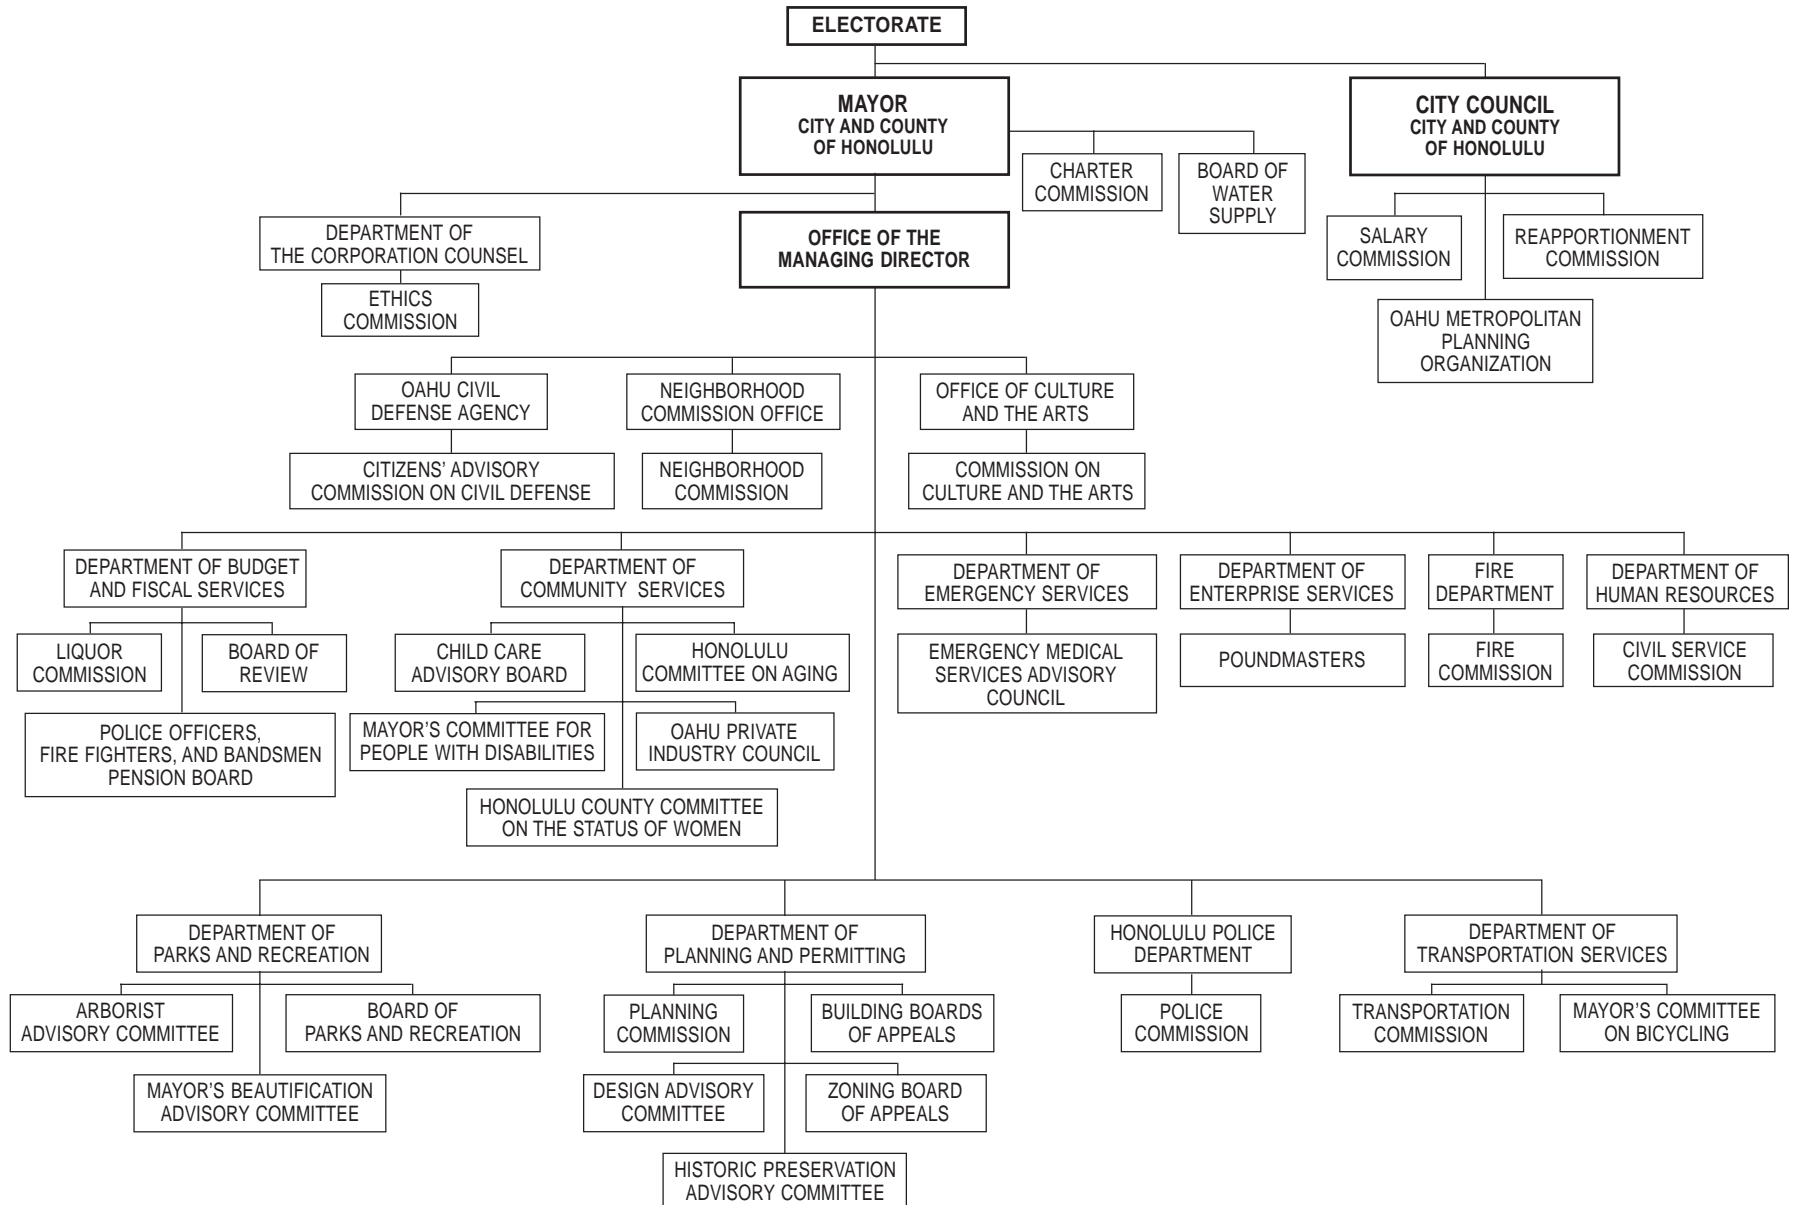 ELECTORATE
MAYOR
CITY AND COUNTY
OF HONOLULU
CITY COUNCIL
CITY AND COUNTY
OF HONOLULU
CHARTER
COMMISSION
BOARD OF
WATER
SUPPLY
DEPARTMENT OF
THE CORPORATION COUNSEL
ETHICS
COMMISSION
OFFICE OF THE
MANAGING DIRECTOR
SALARY
COMMISSION
REAPPORTIONMENT
COMMISSION
OAHU METROPOLITAN
PLANNING
ORGANIZATION
OAHU CIVIL
DEFENSE AGENCY
NEIGHBORHOOD
COMMISSION OFFICE
OFFICE OF CULTURE
AND THE ARTS
CITIZENS' ADVISORY
COMMISSION ON CIVIL DEFENSE
NEIGHBORHOOD
COMMISSION
COMMISSION ON
CULTURE AND THE ARTS
DEPARTMENT OF BUDGET
AND FISCAL SERVICES
DEPARTMENT OF
COMMUNITY SERVICES
DEPARTMENT OF
EMERGENCY SERVICES
DEPARTMENT OF
ENTERPRISE SERVICES
FIRE
DEPARTMENT
DEPARTMENT OF
HUMAN RESOURCES
LIQUOR
COMMISSION
BOARD OF
REVIEW
CHILD CARE
ADVISORY BOARD
HONOLULU
COMMITTEE ON AGING
EMERGENCY MEDICAL
SERVICES ADVISORY
COUNCIL
POUNDMASTERS
FIRE
COMMISSION
CIVIL SERVICE
COMMISSION
POLICE OFFICERS,
FIRE FIGHTERS, AND BANDSMEN
PENSION BOARD
MAYOR'S COMMITTEE FOR
PEOPLE WITH DISABILITIES
OAHU PRIVATE
INDUSTRY COUNCIL
HONOLULU COUNTY COMMITTEE
ON THE STATUS OF WOMEN
DEPARTMENT OF
PARKS AND RECREATION
DEPARTMENT OF
PLANNING AND PERMITTING
HONOLULU POLICE
DEPARTMENT
DEPARTMENT OF
TRANSPORTATION SERVICES
ARBORIST
ADVISORY COMMITTEE
BOARD OF
PARKS AND RECREATION
PLANNING
COMMISSION
BUILDING BOARDS
OF APPEALS
POLICE
COMMISSION
TRANSPORTATION
COMMISSION
MAYOR'S COMMITTEE
ON BICYCLING
MAYOR'S BEAUTIFICATION
ADVISORY COMMITTEE
DESIGN ADVISORY
COMMITTEE
ZONING BOARD
OF APPEALS
HISTORIC PRESERVATION
ADVISORY COMMITTEE